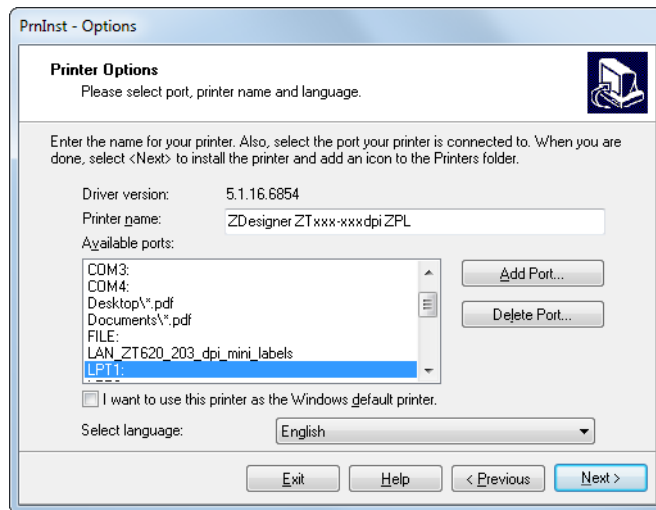 PrnInst - Options
Printer Options
Please select port, printer name and language.
Enter the name for your printer. Also, select the port your printer is connected to. When you are
done, select <Next> to install the printer and add an icon to the Printers folder.
Driver version: 5.1.16.6854
Printer name: ZDesigner ZTxxx-xxxdpi ZPL
Available ports:
COM3:
COM4:
Desktop\*.pdf
Documents\*.pdf
FILE:
LAN_ZT620_203_dpi_mini_labels
LPT1:
Add Port...
Delete Port...
I want to use this printer as the Windows default printer.
Select language: English
Exit Help < Previous Next >